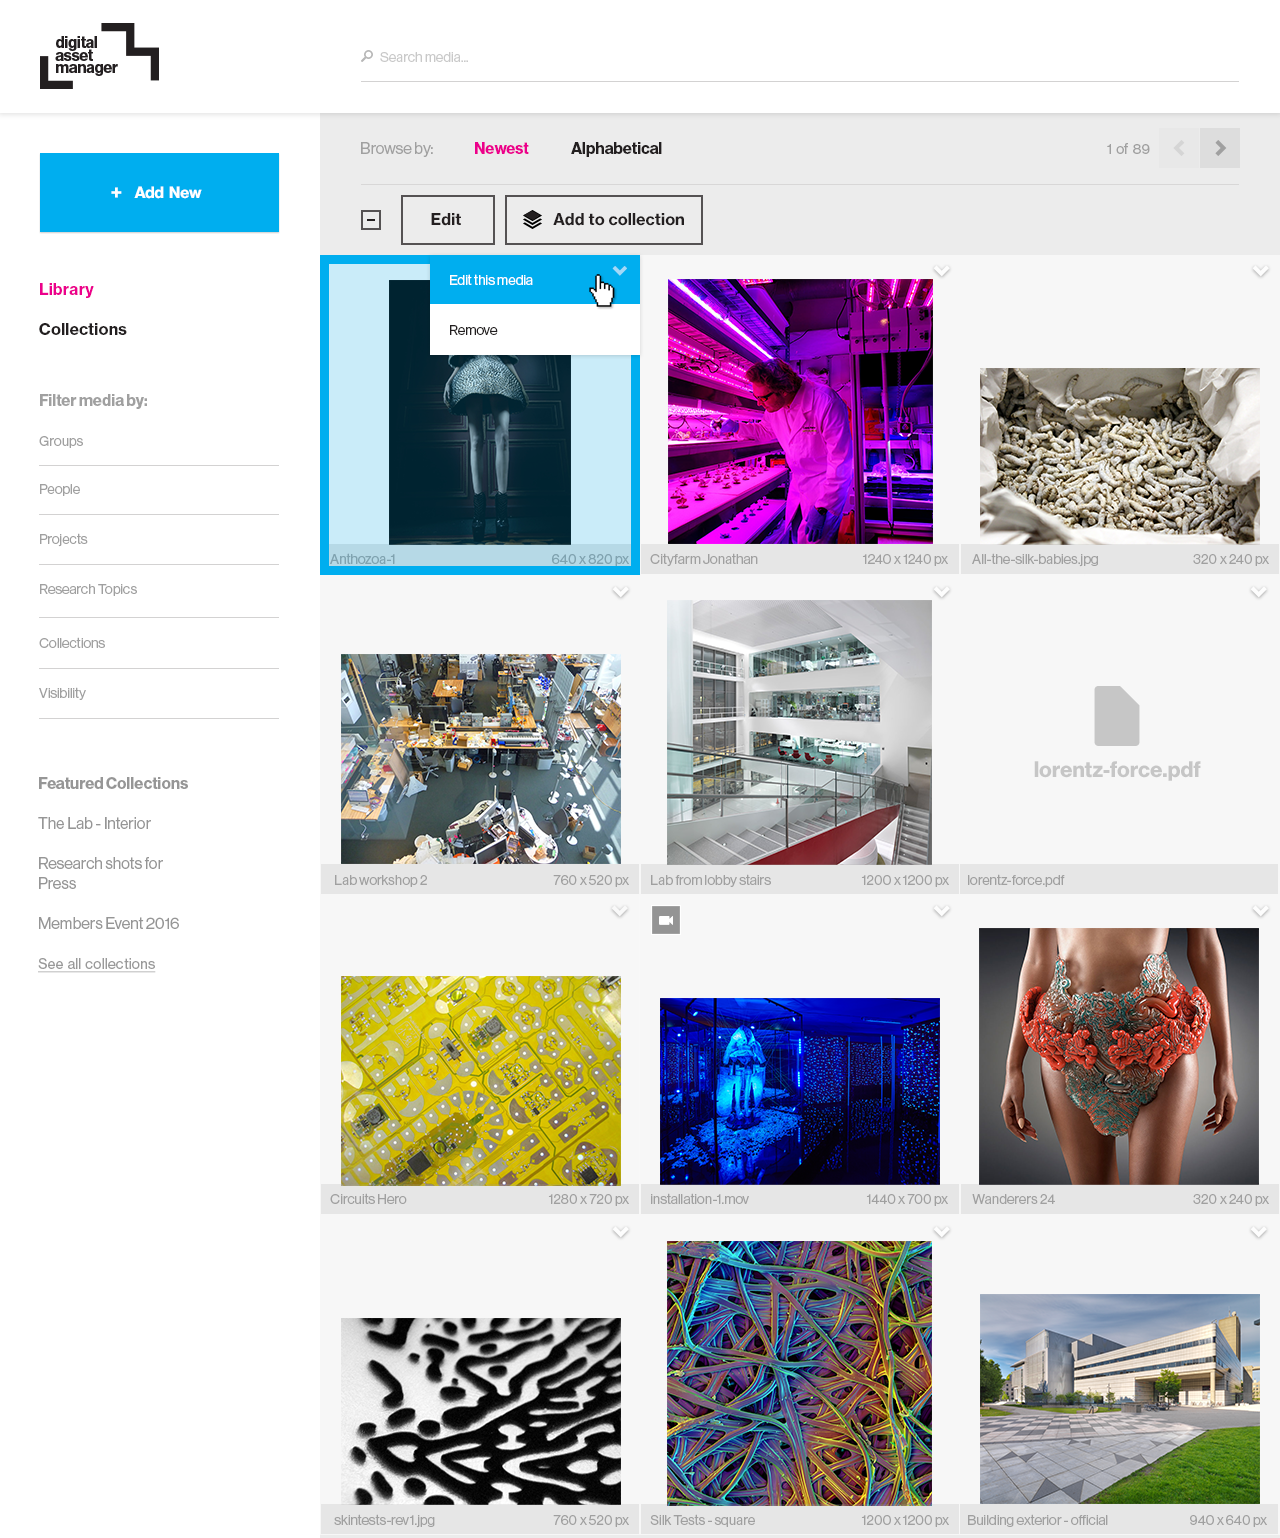 digital
asset
manager
Search media...
+ Add New
Library
Collections
Filter media by:
Groups
People
Projects
Research Topics
Collections
Visibility
Featured Collections
The Lab - Interior
Research shots for
Press
Members Event 2016
See all collections
Browse by: Newest Alphabetical 1 of 89
Edit Add to collection
Edit this media
Remove
Anthozoa-1 640 x 820 px
Cityfarm Jonathan 1240 x 1240 px
All-the-silk-babies.jpg 320 x 240 px
lorentz-force.pdf
Lab workshop 2 760 x 520 px
Lab from lobby stairs 1200 x 1200 px
lorentz-force.pdf
Circuits Hero 1280 x 720 px
installation-1.mov 1440 x 700 px
Wanderers 24 320 x 240 px
skintests-rev1.jpg 760 x 520 px
Silk Tests - square 1200 x 1200 px
Building exterior - official 940 x 640 px